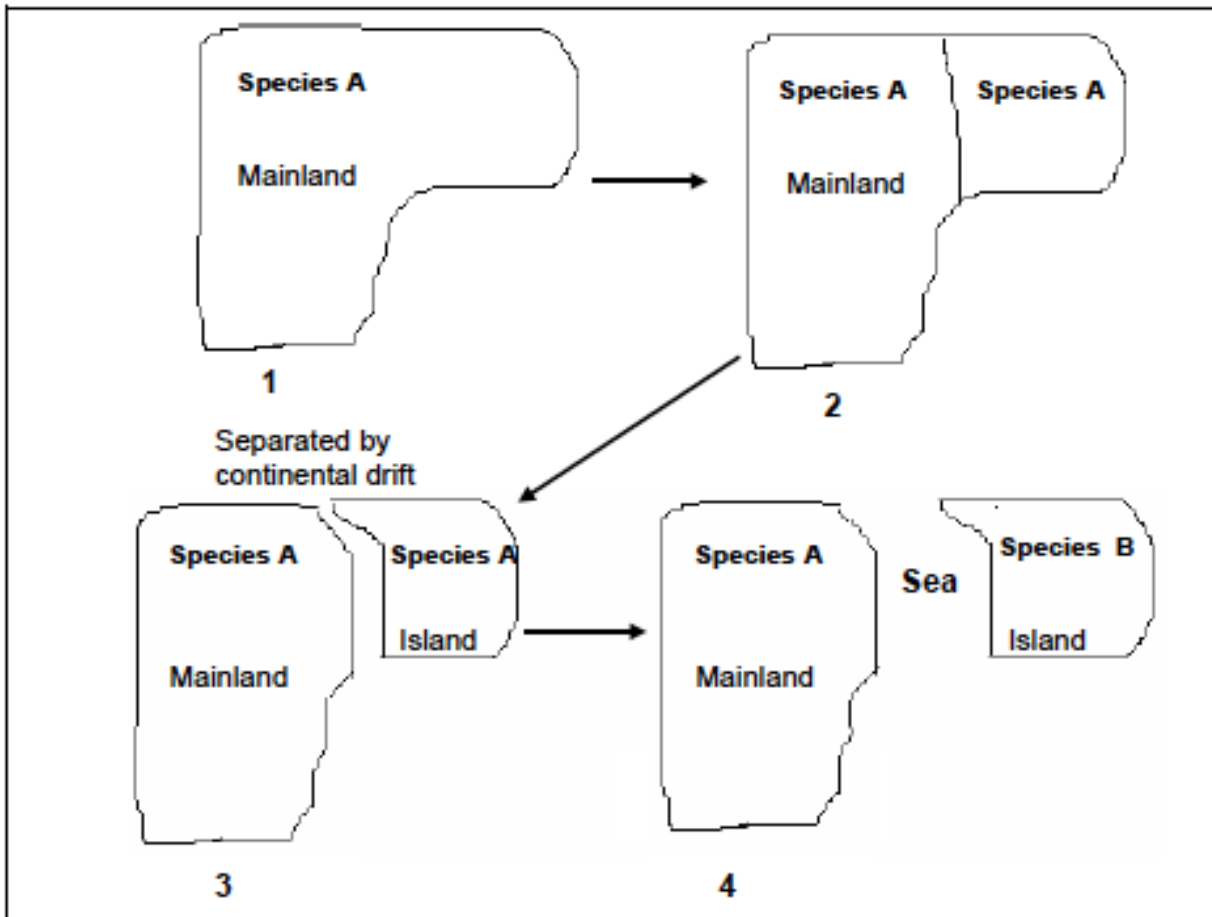 Species A
Mainland
1
Species A Species A
Mainland
2
Separated by
continental drift
Species A
Species A
Island
Mainland
3
Species A
Sea
Species B
Island
Mainland
4